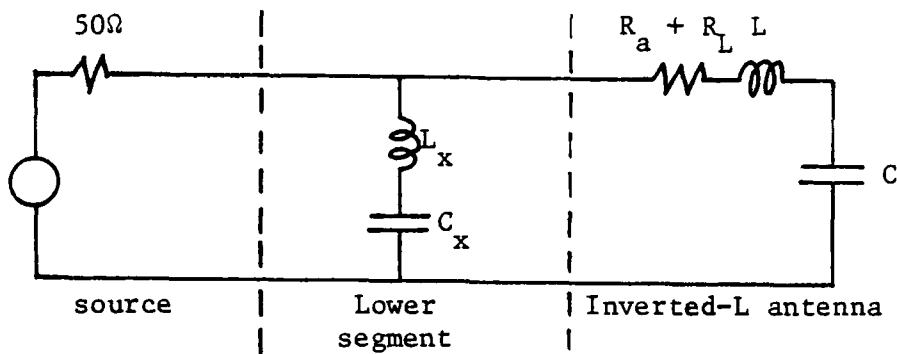 50Ω
R_a + R_L L
L_x
C_x
C
source
Lower
segment
Inverted-L antenna